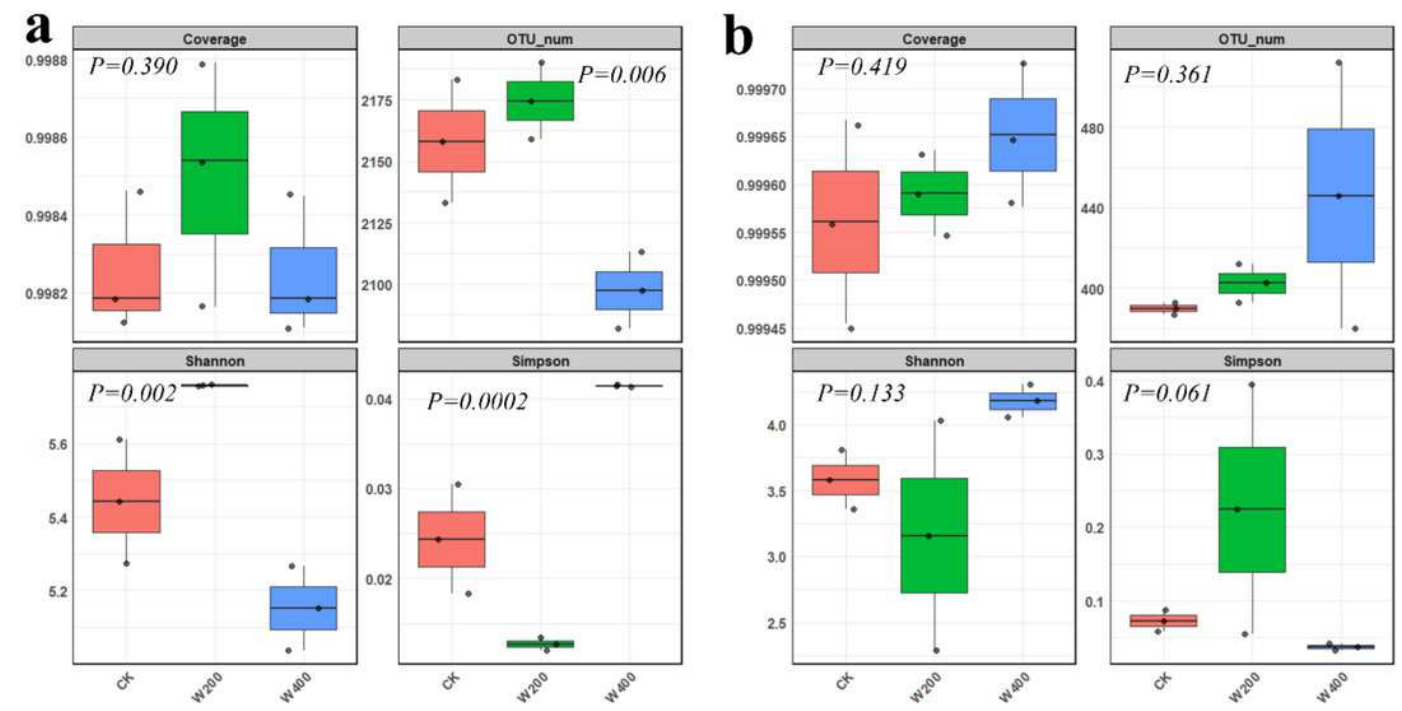 a
Coverage
OTU_num
P=0.390
P=0.006
0.9988
0.9986
0.9984
0.9982
2175
2150
2125
2100
Shannon
Simpson
P=0.002
P=0.0002
5.6
5.4
5.2
0.04
0.03
0.02
CK
W200
W400
CK
W200
W400
b
Coverage
OTU_num
P=0.419
P=0.361
0.99970
0.99965
0.99960
0.99955
0.99950
0.99945
480
440
400
Shannon
Simpson
P=0.133
P=0.061
4.0
3.5
3.0
2.5
0.4
0.3
0.2
0.1
CK
W200
W400
CK
W200
W400